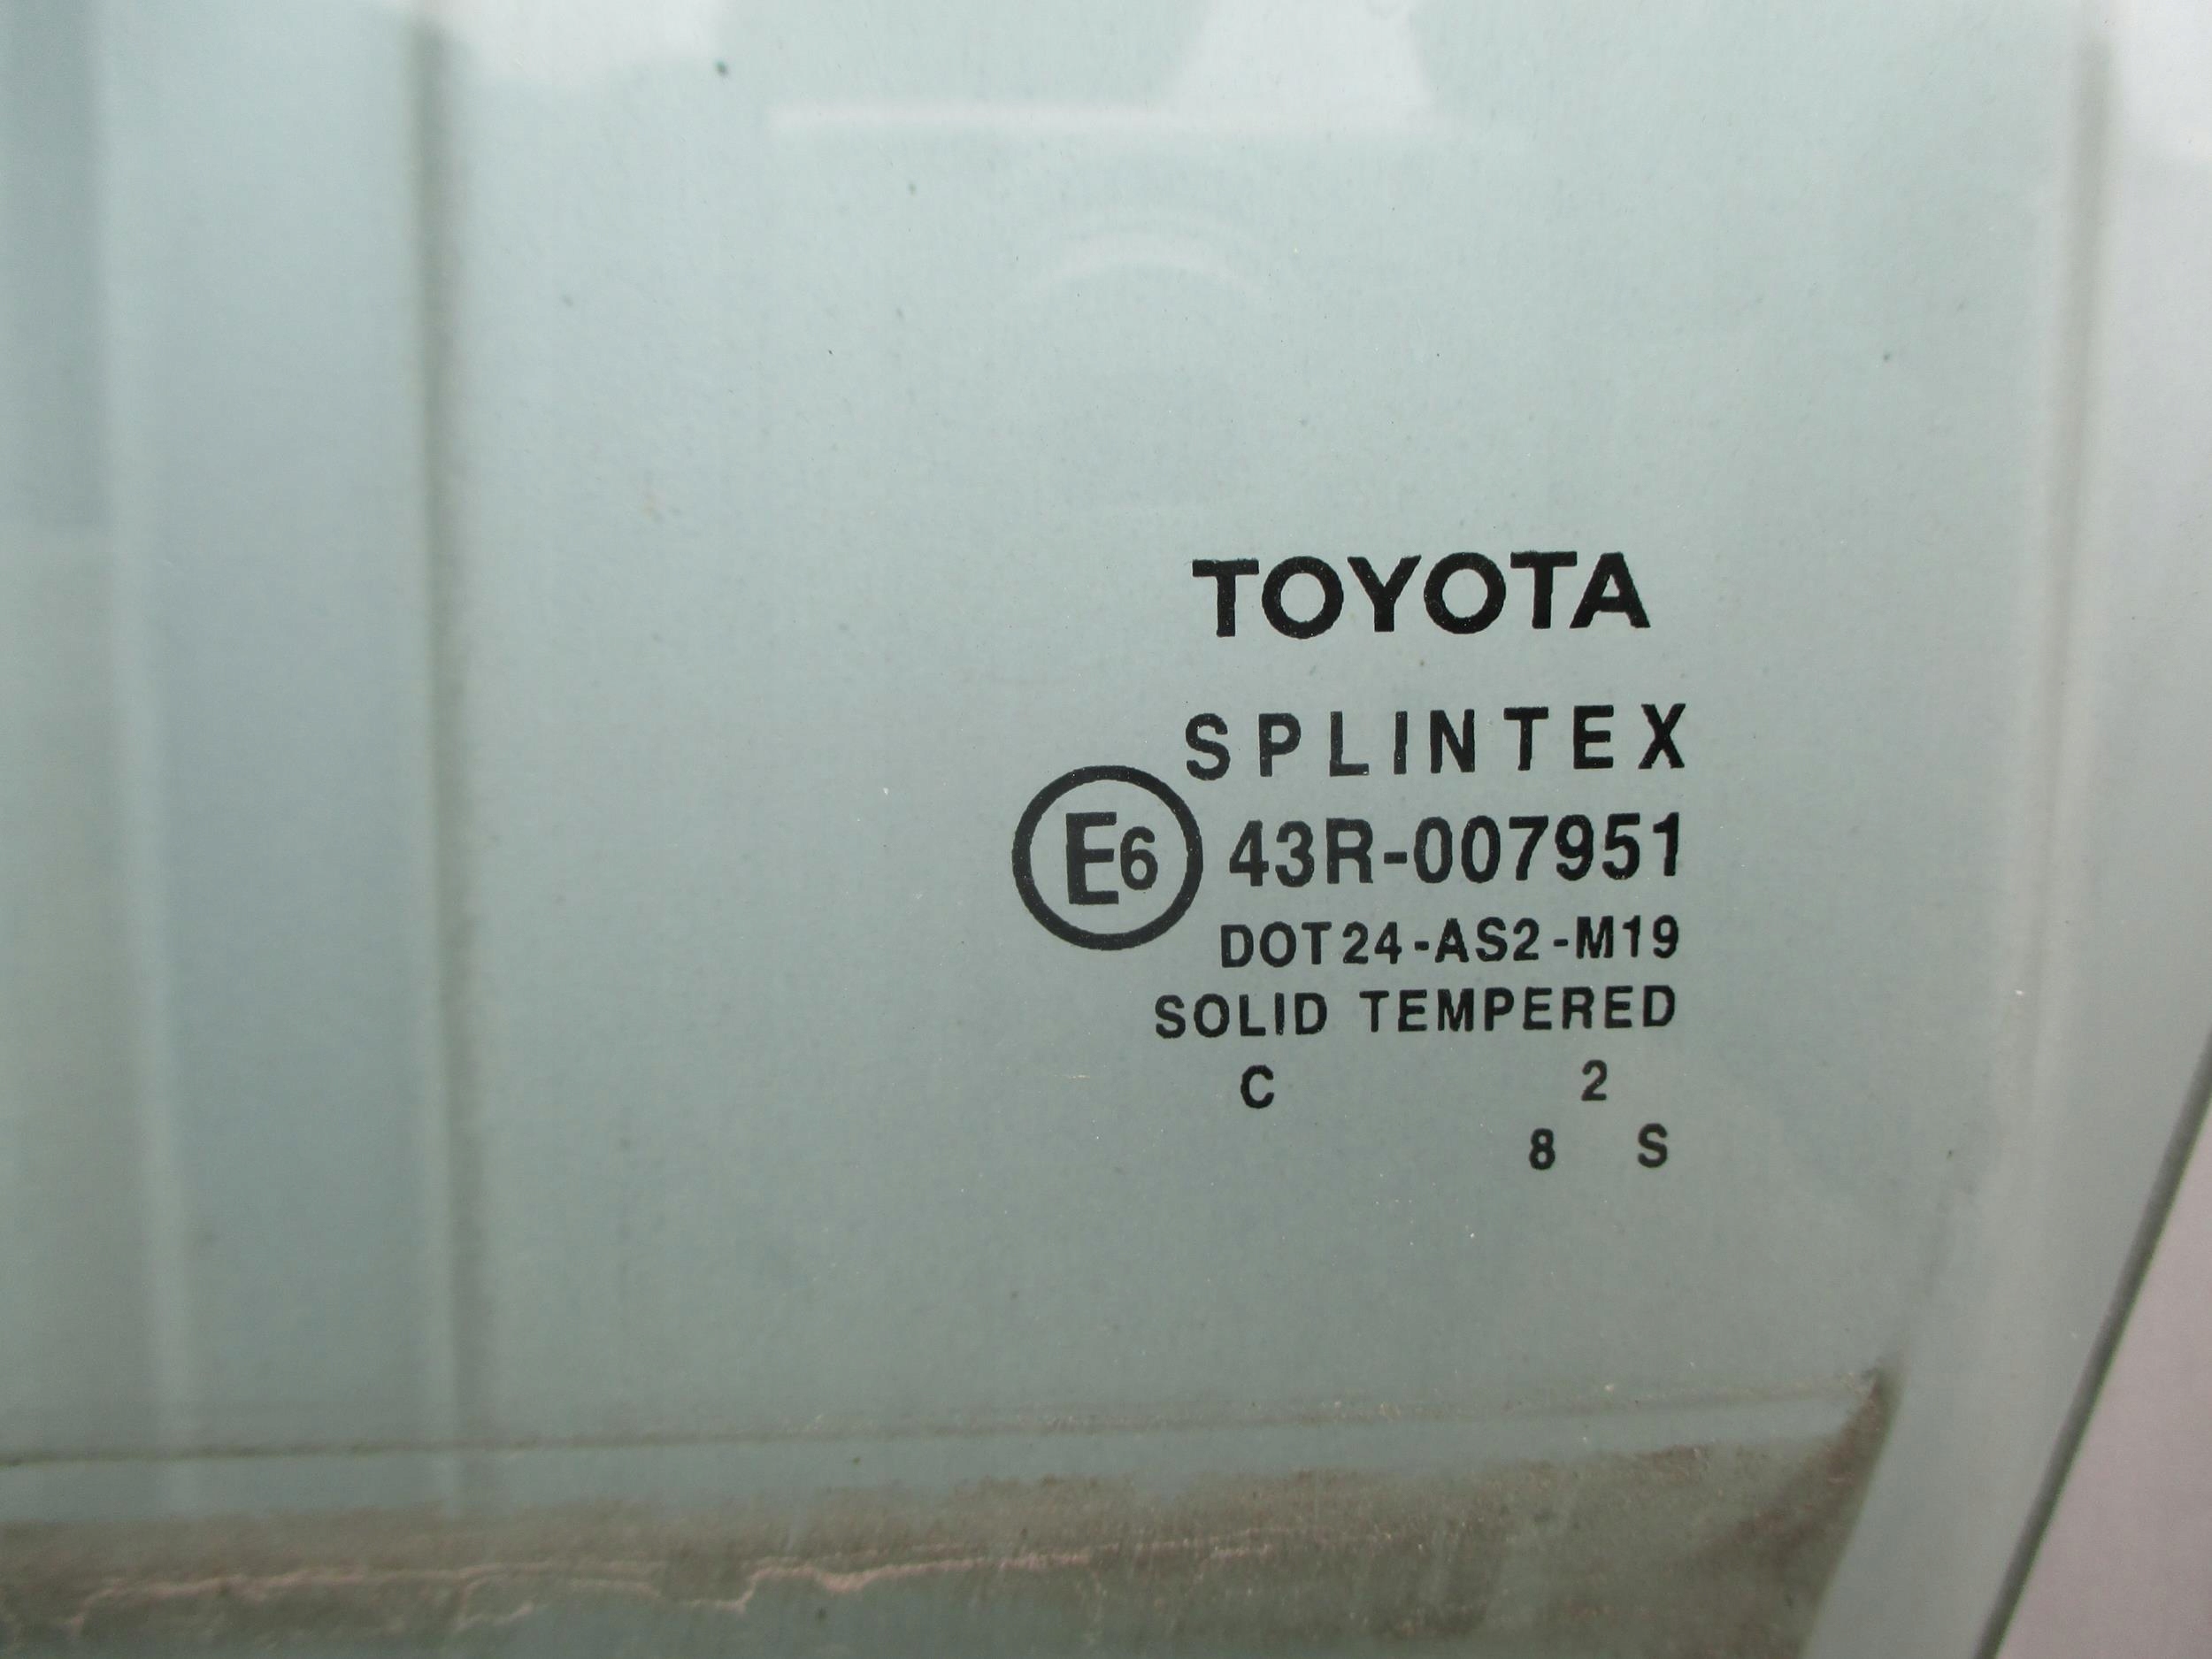 TOYOTA
SPLINTEX
E6 43R-007951
DOT24-AS2-M19
SOLID TEMPERED
C 2
8 S